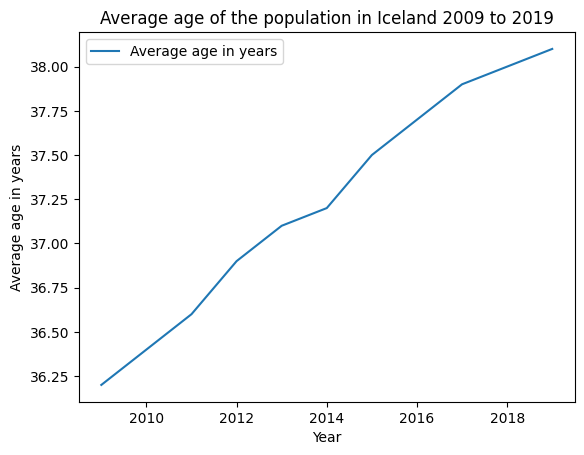 Average age of the population in Iceland 2009 to 2019
Average age in years
38.00
37.75
37.50
37.25
37.00
36.75
36.50
36.25
Average age in years
2010 2012 2014 2016 2018
Year